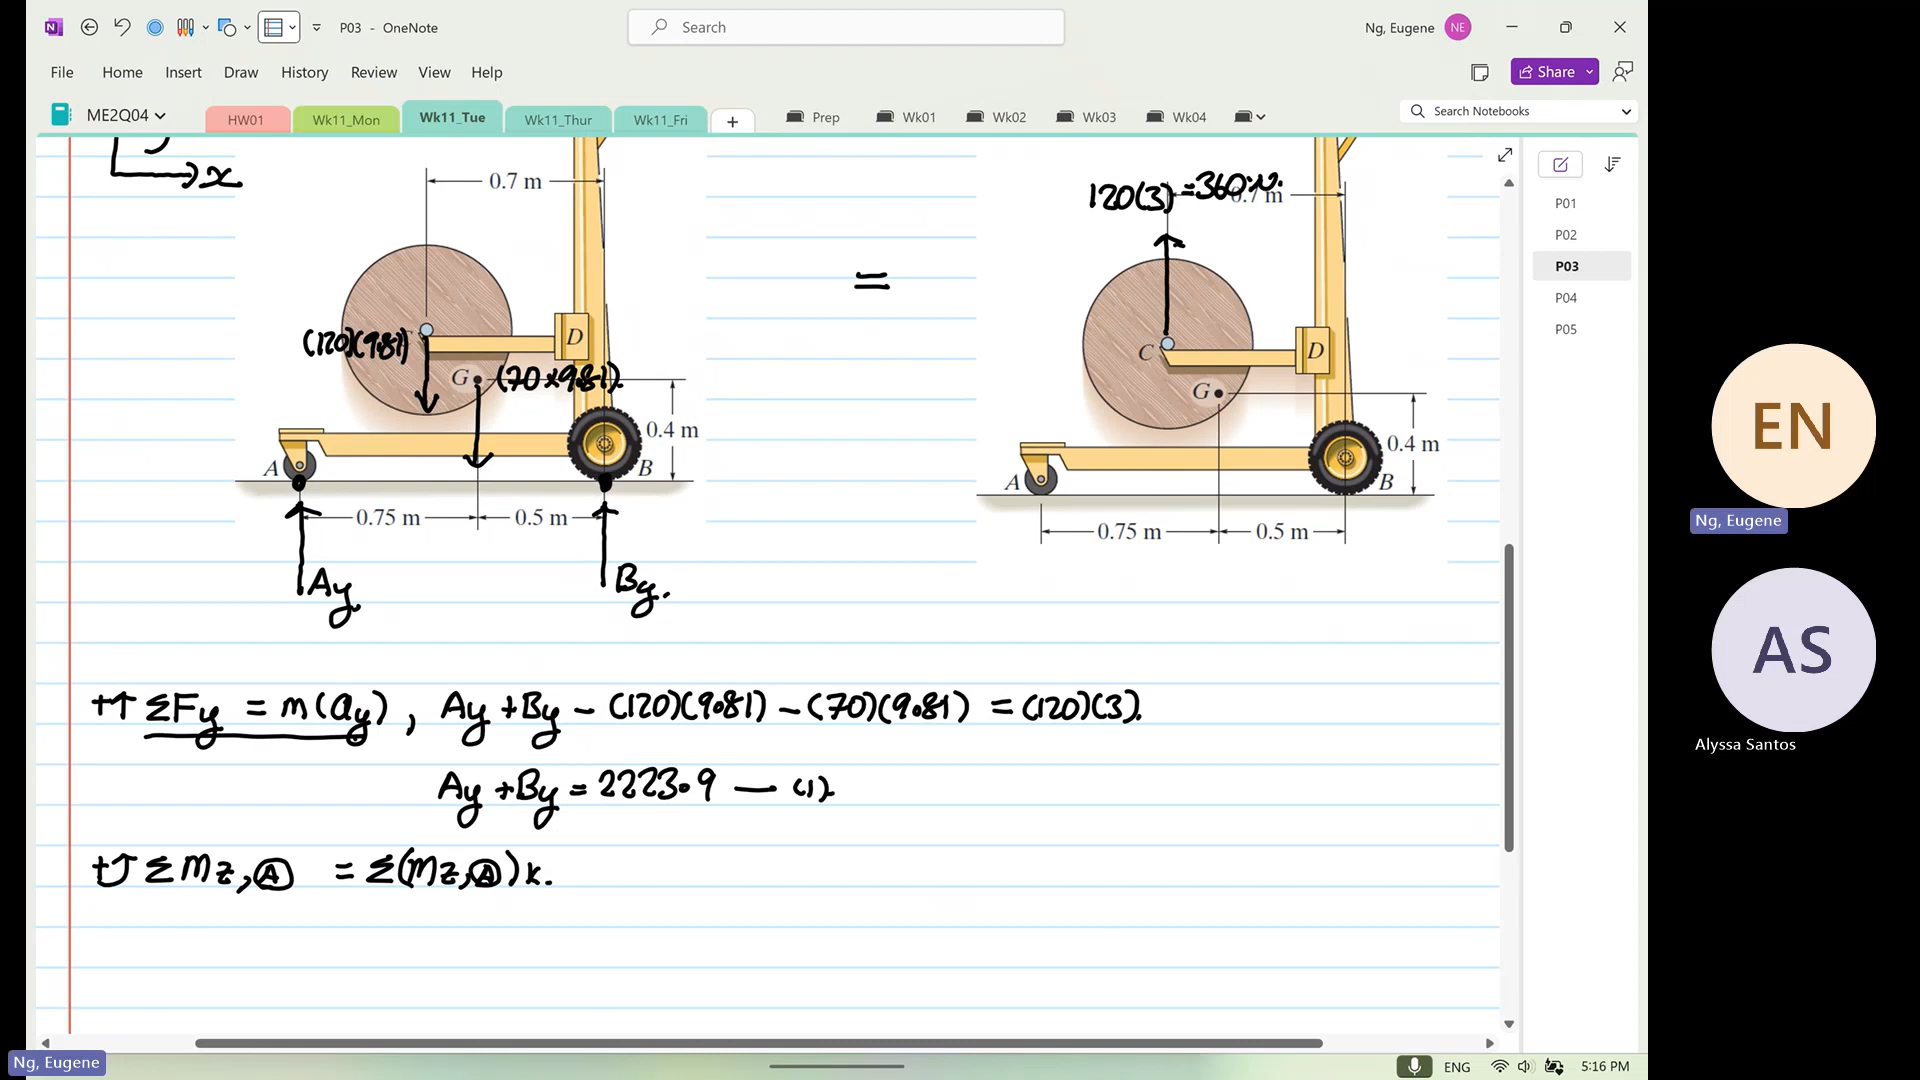 P03 - OneNote
Search
Ng, Eugene
NE
File Home Insert Draw History Review View Help
Share
ME2Q04
HW01
Wk11_Mon
Wk11_Tue
Wk11_Thur
Wk11_Fri
+
Prep
Wk01
Wk02
Wk03
Wk04
Search Notebooks
P01
P02
P03
P04
P05
x
0.7 m
(120)(9.81)
G
(70×9.81)
D
0.4 m
A
B
0.75 m
0.5 m
Ay
By.
=
120(3) = 360 N.
0.7 m
C
D
G
0.4 m
A
B
0.75 m
0.5 m
+↑ ΣFy = m(ay), Ay + By – (120)(9.81) – (70)(9.81) = (120)(3).
Ay + By = 2223.9 — (1)
+↺ ΣMz,Ⓐ = Σ(Mz,Ⓐ)k.
EN
Ng, Eugene
AS
Alyssa Santos
Ng, Eugene
ENG
5:16 PM